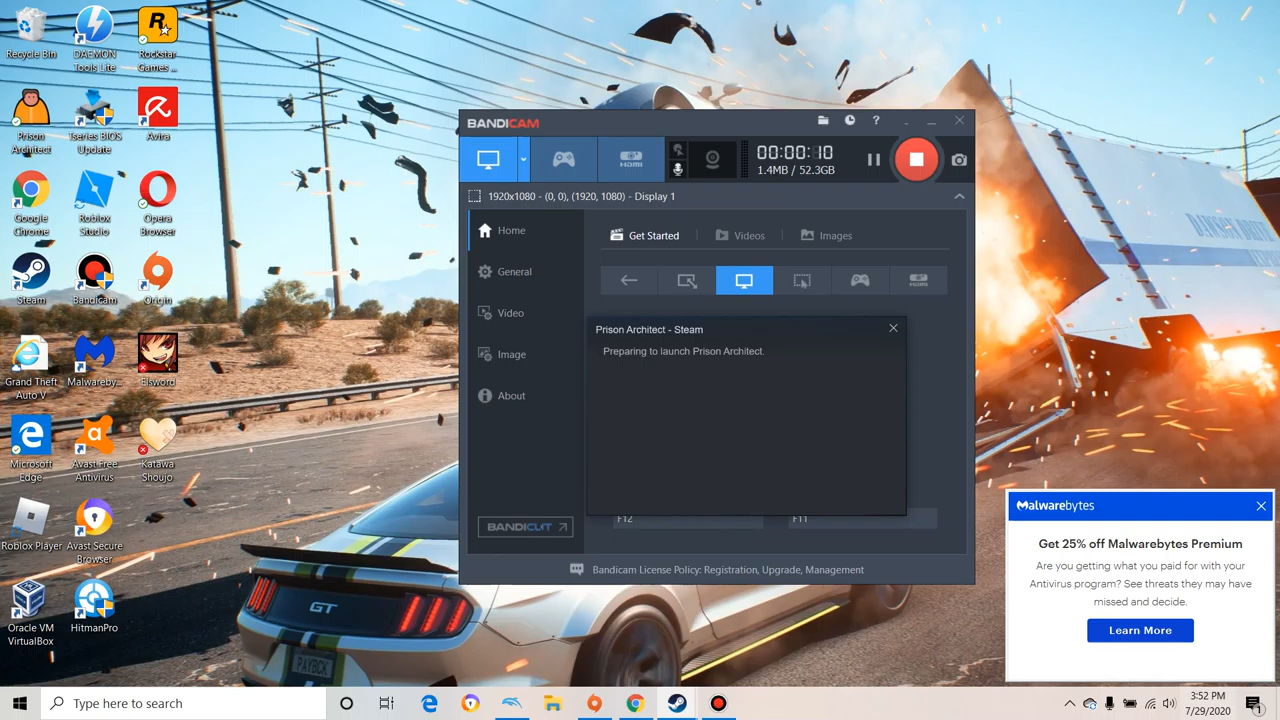 Recycle Bin
DAEMON
Tools Lite
Rockstar
Games ...
Prison
Architect
Tseries BIOS
Update
Avira
Google
Chrome
Roblox
Studio
Opera
Browser
Steam
Bandicam
Origin
Grand Theft
Auto V
Malwareby...
Elsword
Microsoft
Edge
Avast Free
Antivirus
Katawa
Shoujo
Roblox Player
Avast Secure
Browser
Oracle VM
VirtualBox
HitmanPro
BANDICAM
HDMI
00:00:10
1.4MB / 52.3GB
1920x1080 - (0, 0), (1920, 1080) - Display 1
Home
General
Video
Image
About
BANDICUT
Get Started
Videos
Images
HDMI
Prison Architect - Steam
Preparing to launch Prison Architect.
F12
F11
Bandicam License Policy: Registration, Upgrade, Management
GT
Malwarebytes
Get 25% off Malwarebytes Premium
Are you getting what you paid for with your
Antivirus program? See threats they may have
missed and decide.
Learn More
Type here to search
3:52 PM
7/29/2020
1